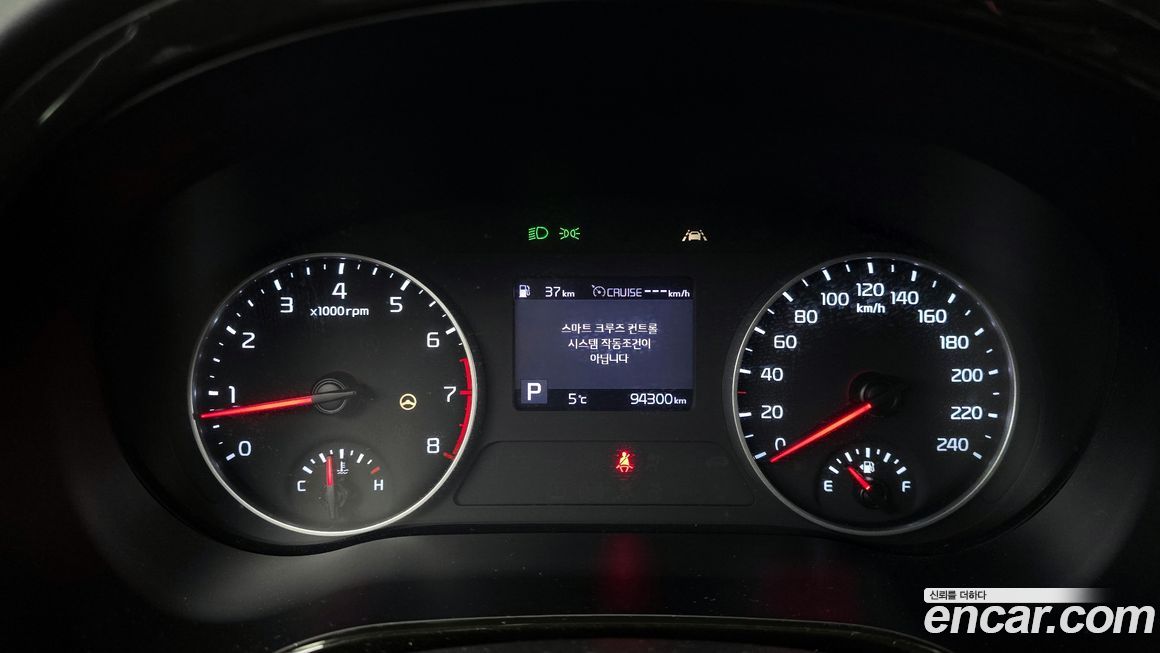 0
1
2
3
4
5
6
7
8
x1000rpm
C H
37km CRUISE ---km/h
스마트 크루즈 컨트롤
시스템 작동조건이
아닙니다
P 5℃ 94300km
0
20
40
60
80
100
120
140
160
180
200
220
240
km/h
E F
신뢰를 더하다
encar.com